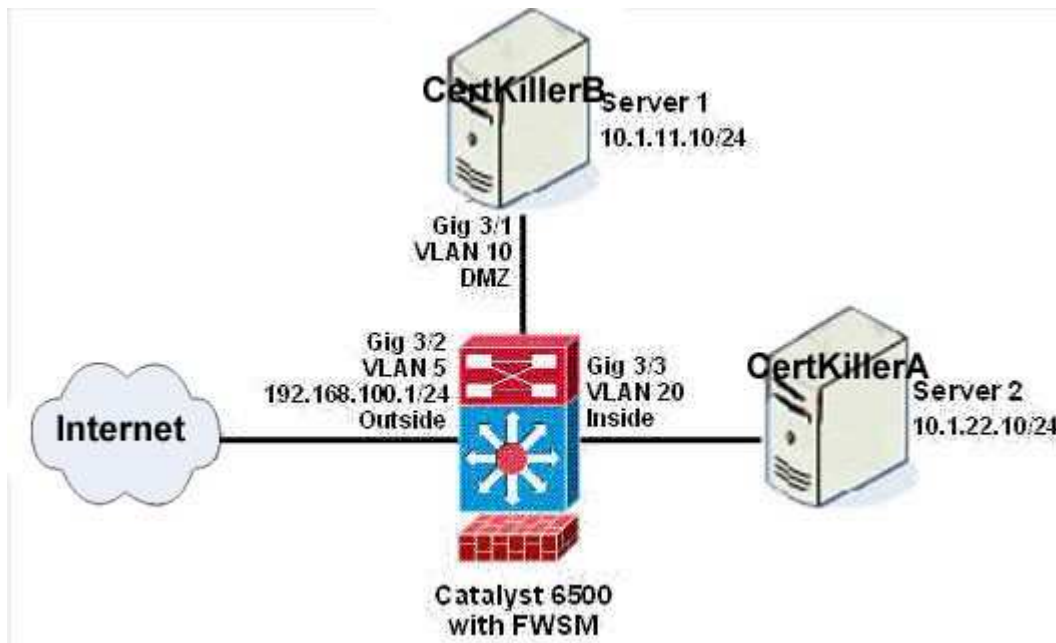 CertKillerB
Server 1
10.1.11.10/24
Gig 3/1
VLAN 10
DMZ
Gig 3/2
VLAN 5
192.168.100.1/24
Outside
Gig 3/3
VLAN 20
Inside
CertKillerA
Server 2
10.1.22.10/24
Internet
Catalyst 6500
with FWSM